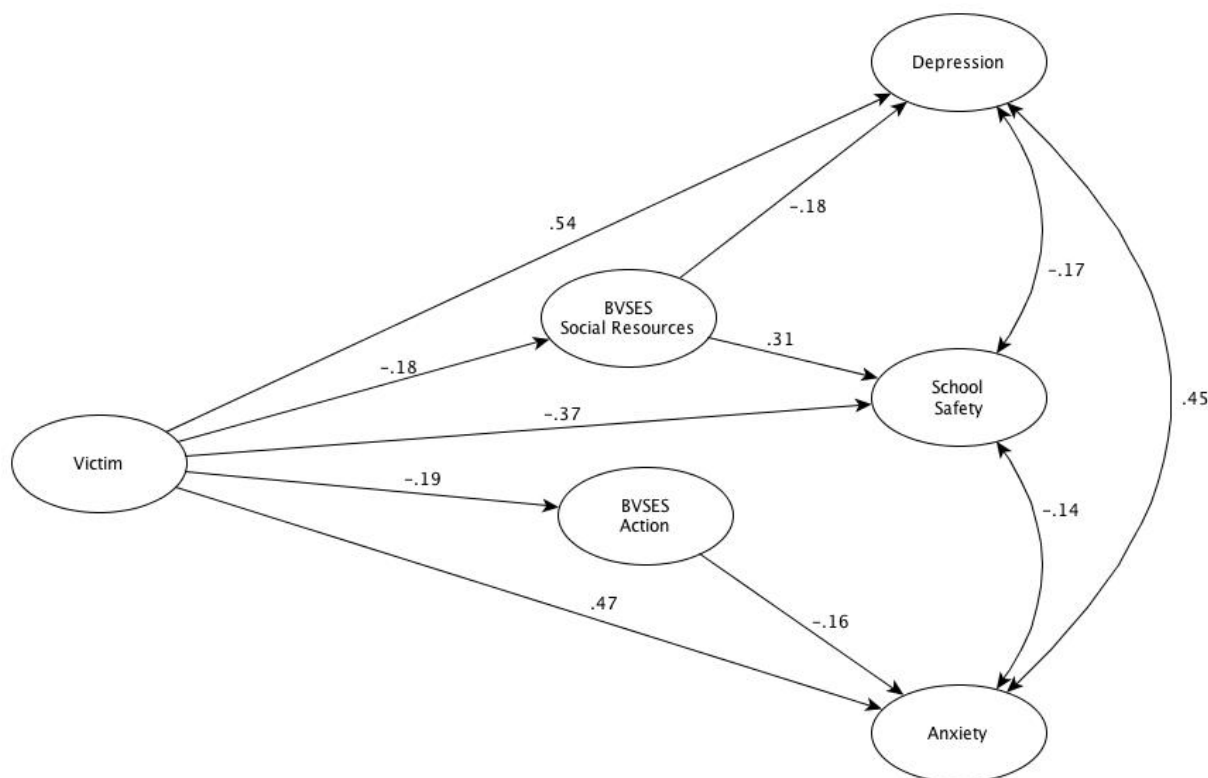 Depression
.54
-.18
BVSES
Social Resources
-.17
-.18
.31
School
Safety
.45
-.37
Victim
-.19
BVSES
Action
-.14
.47
-.16
Anxiety